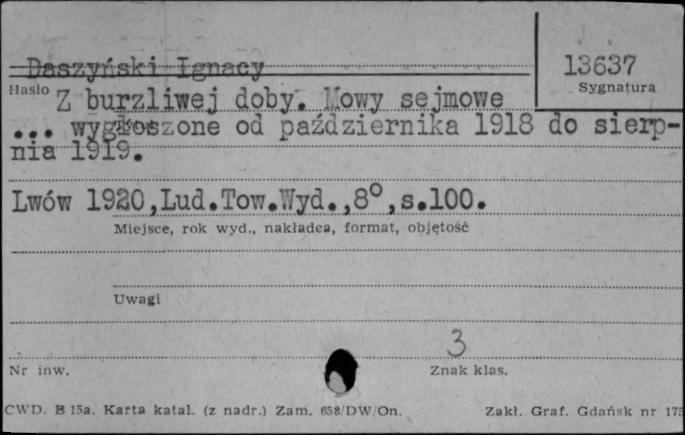 Daszyński Ignacy
13637
Hasło
Sygnatura
Z burzliwej doby. Mowy sejmowe
... wygłoszone od października 1918 do sierp-
nia 1919.
Lwów 1920,Lud.Tow.Wyd.,8°,s.100.
Miejsce, rok wyd., nakładca, format, objętość
Uwagi
3
Nr inw.
Znak klas.
CWD. B 15a. Karta katal. (z nadr.) Zam. 658/DW/On.
Zakł. Graf. Gdańsk nr 175